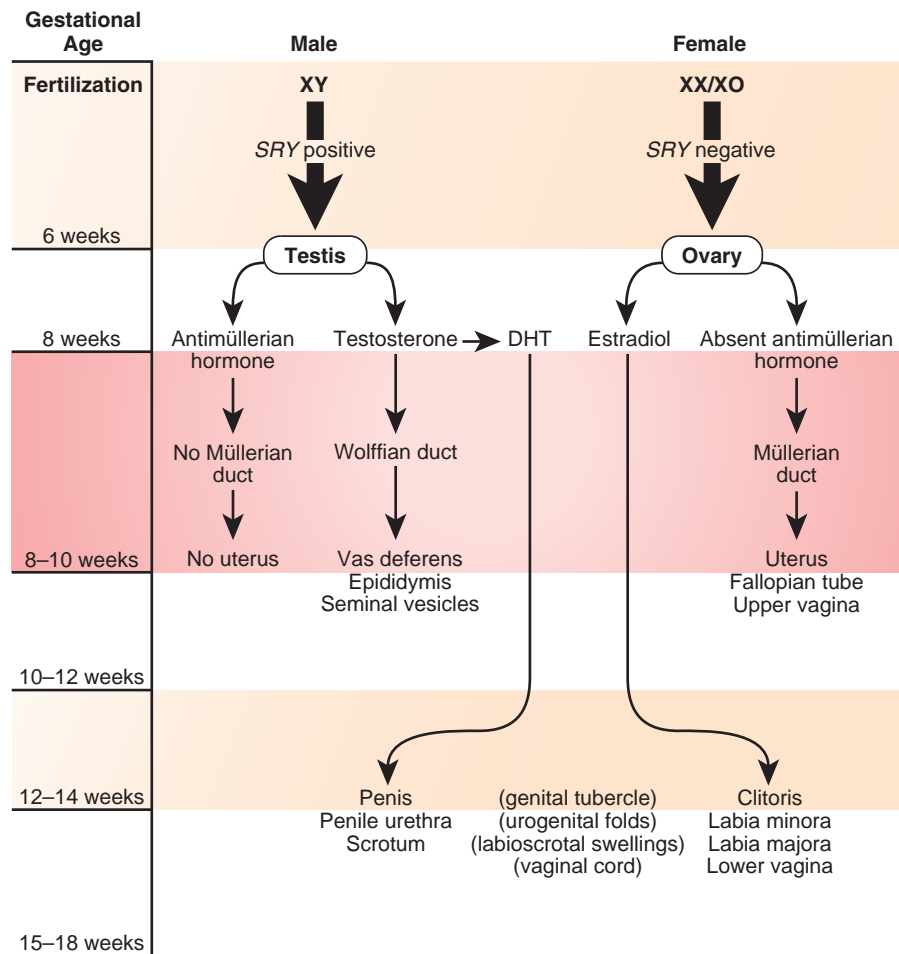 Gestational
Age
Male
Female
Fertilization
XY
XX/XO
SRY positive
SRY negative
6 weeks
Testis
Ovary
8 weeks
Antimüllerian
hormone
Testosterone
DHT
Estradiol
Absent antimüllerian
hormone
No Müllerian
duct
Wolffian duct
Müllerian
duct
8–10 weeks
No uterus
Vas deferens
Epididymis
Seminal vesicles
Uterus
Fallopian tube
Upper vagina
10–12 weeks
12–14 weeks
Penis
Penile urethra
Scrotum
(genital tubercle)
(urogenital folds)
(labioscrotal swellings)
(vaginal cord)
Clitoris
Labia minora
Labia majora
Lower vagina
15–18 weeks